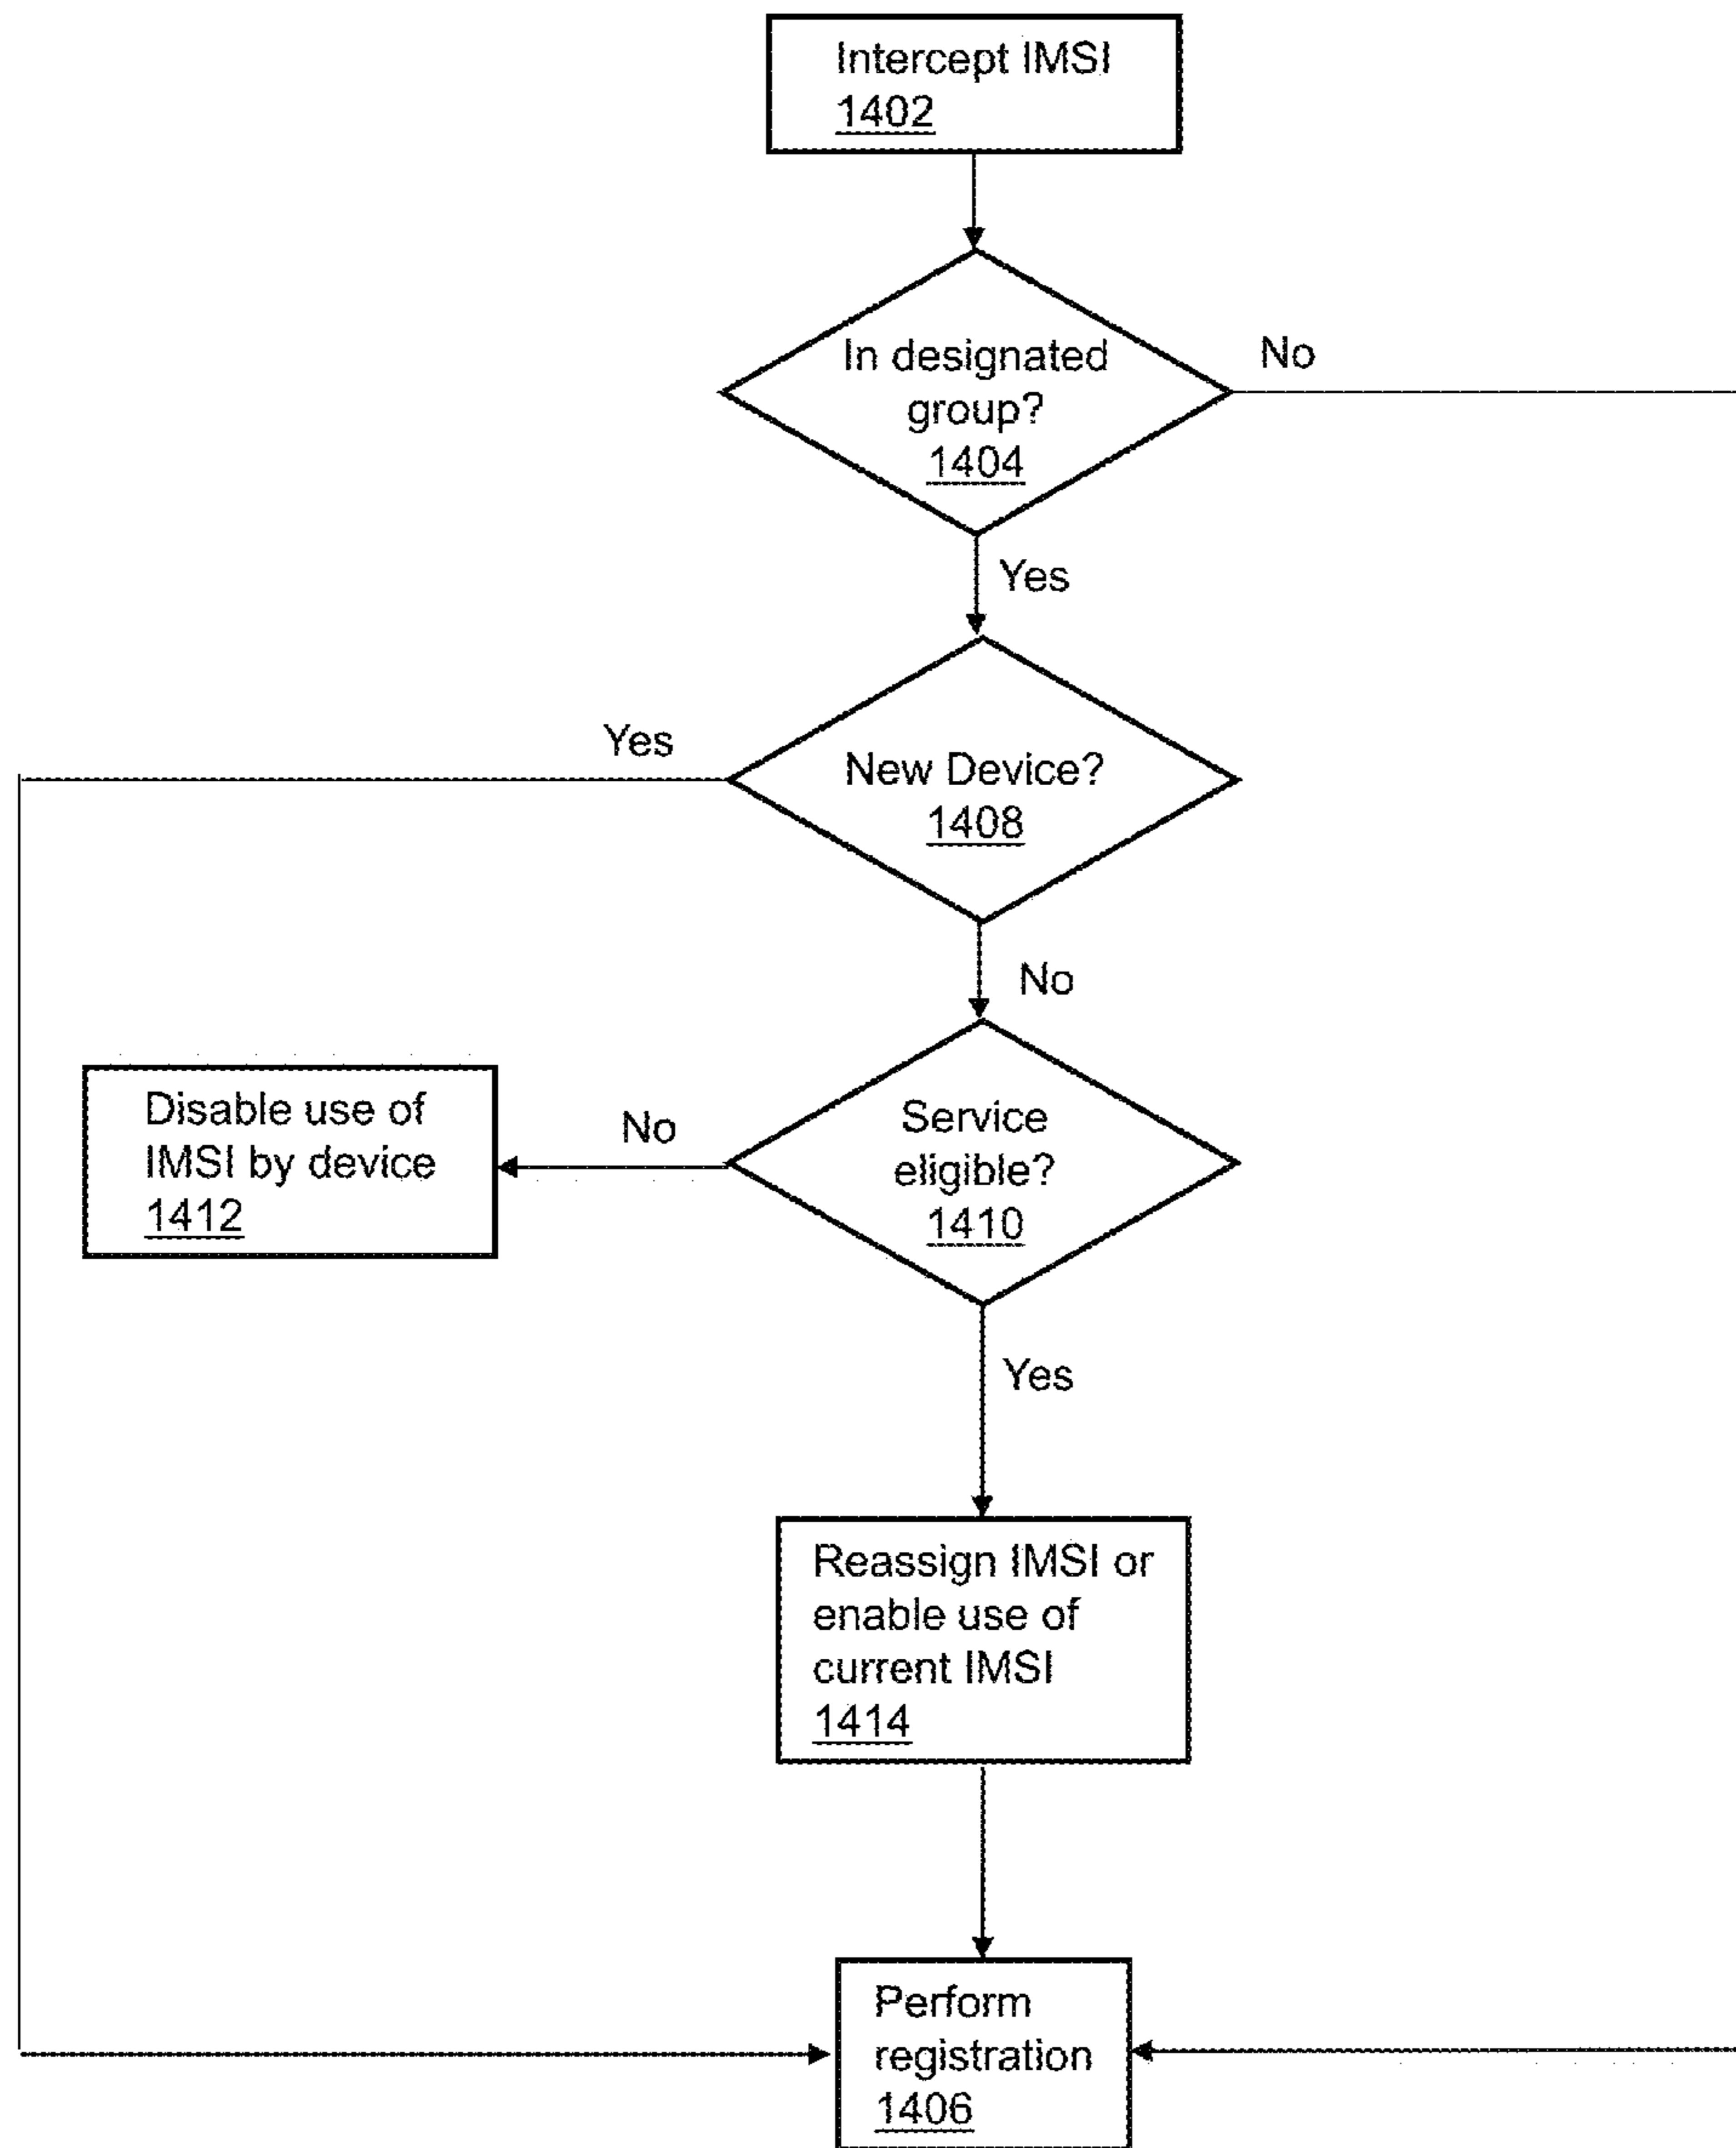 Intercept IMSI
1402
In designated
group?
1404
No
Yes
New Device?
1408
Yes
No
Service
eligible?
1410
No
Disable use of
IMSI by device
1412
Yes
Reassign IMSI or
enable use of
current IMSI
1414
Perform
registration
1406